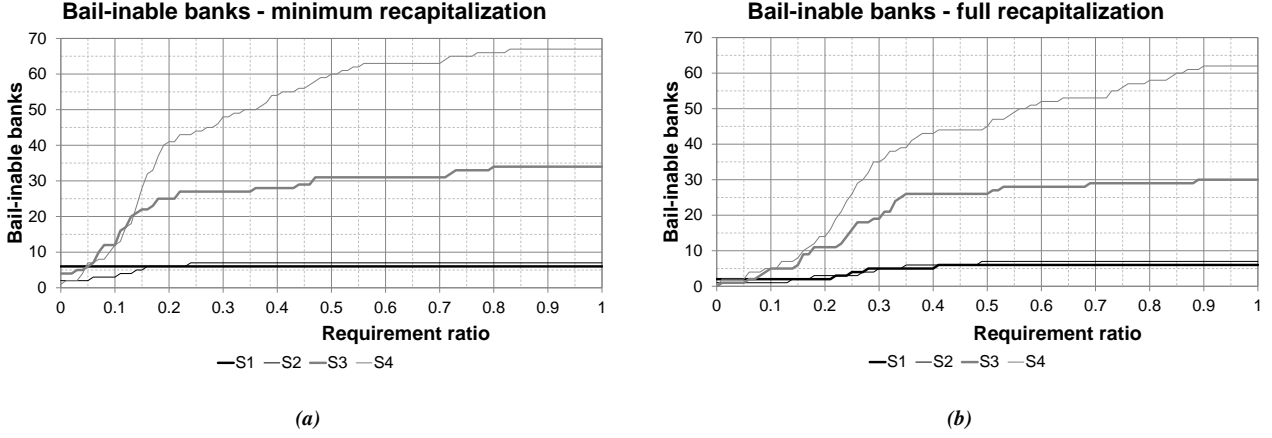 Bail-inable banks - minimum recapitalization
70
60
50
40
30
20
10
0
Bail-inable banks
0 0.1 0.2 0.3 0.4 0.5 0.6 0.7 0.8 0.9 1
Requirement ratio
S1 S2 S3 S4
(a)
Bail-inable banks - full recapitalization
70
60
50
40
30
20
10
0
Bail-inable banks
0 0.1 0.2 0.3 0.4 0.5 0.6 0.7 0.8 0.9 1
Requirement ratio
S1 S2 S3 S4
(b)